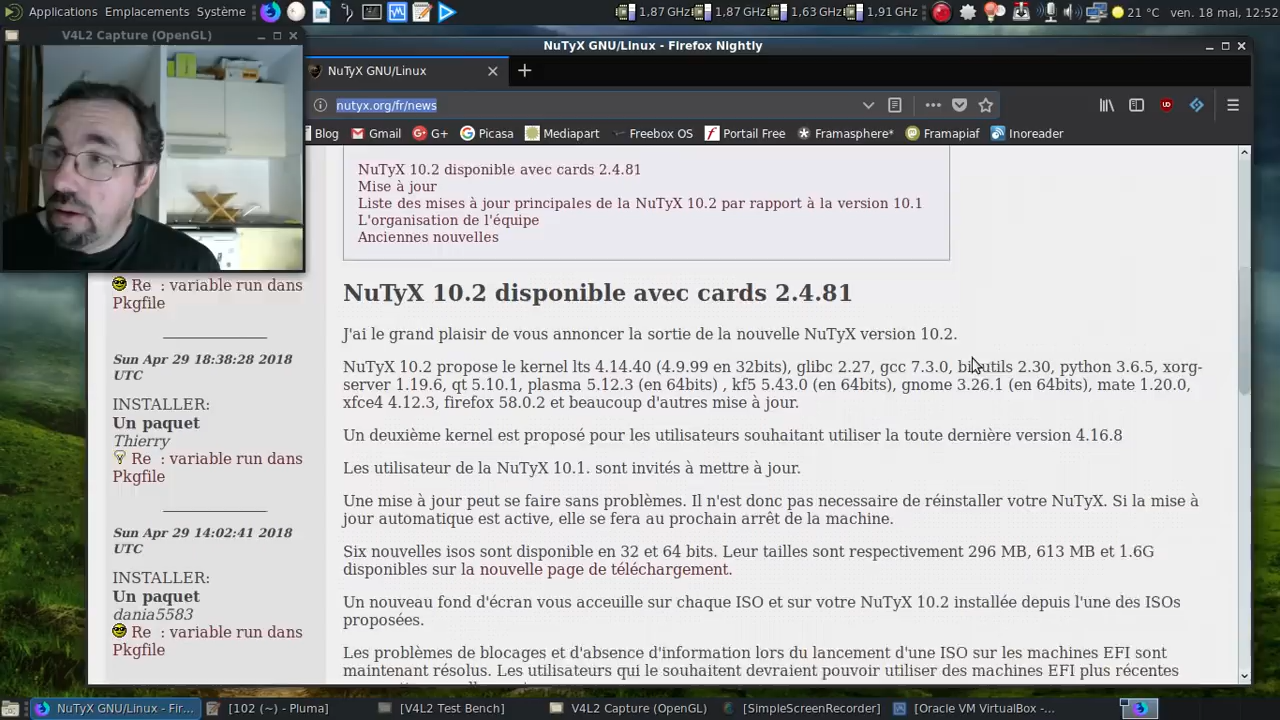 Applications Emplacements Système
1,87 GHz 1,87 GHz 1,63 GHz 1,91 GHz 21 °C ven. 18 mai, 12:52
V4L2 Capture (OpenGL)
NuTyX GNU/Linux - Firefox Nightly
NuTyX GNU/Linux
nutyx.org/fr/news
Blog Gmail G+ Picasa Mediapart Freebox OS Portail Free Framasphere* Framapiaf Inoreader
NuTyX 10.2 disponible avec cards 2.4.81
Mise à jour
Liste des mises à jour principales de la NuTyX 10.2 par rapport à la version 10.1
L'organisation de l'équipe
Anciennes nouvelles
Re : variable run dans
Pkgfile
Sun Apr 29 18:38:28 2018
UTC
INSTALLER:
Un paquet
Thierry
Re : variable run dans
Pkgfile
Sun Apr 29 14:02:41 2018
UTC
INSTALLER:
Un paquet
dania5583
Re : variable run dans
Pkgfile
NuTyX 10.2 disponible avec cards 2.4.81
J'ai le grand plaisir de vous annoncer la sortie de la nouvelle NuTyX version 10.2.
NuTyX 10.2 propose le kernel lts 4.14.40 (4.9.99 en 32bits), glibc 2.27, gcc 7.3.0, binutils 2.30, python 3.6.5, xorg-
server 1.19.6, qt 5.10.1, plasma 5.12.3 (en 64bits) , kf5 5.43.0 (en 64bits), gnome 3.26.1 (en 64bits), mate 1.20.0,
xfce4 4.12.3, firefox 58.0.2 et beaucoup d'autres mise à jour.
Un deuxième kernel est proposé pour les utilisateurs souhaitant utiliser la toute dernière version 4.16.8
Les utilisateur de la NuTyX 10.1. sont invités à mettre à jour.
Une mise à jour peut se faire sans problèmes. Il n'est donc pas necessaire de réinstaller votre NuTyX. Si la mise à
jour automatique est active, elle se fera au prochain arrêt de la machine.
Six nouvelles isos sont disponible en 32 et 64 bits. Leur tailles sont respectivement 296 MB, 613 MB et 1.6G
disponibles sur la nouvelle page de téléchargement.
Un nouveau fond d'écran vous acceuille sur chaque ISO et sur votre NuTyX 10.2 installée depuis l'une des ISOs
proposées.
Les problèmes de blocages et d'absence d'information lors du lancement d'une ISO sur les machines EFI sont
maintenant résolus. Les utilisateurs qui le souhaitent devraient pouvoir utiliser des machines EFI plus récentes
NuTyX GNU/Linux - Fir... [102 (~) - Pluma] [V4L2 Test Bench] V4L2 Capture (OpenGL) [SimpleScreenRecorder] [Oracle VM VirtualBox - ...